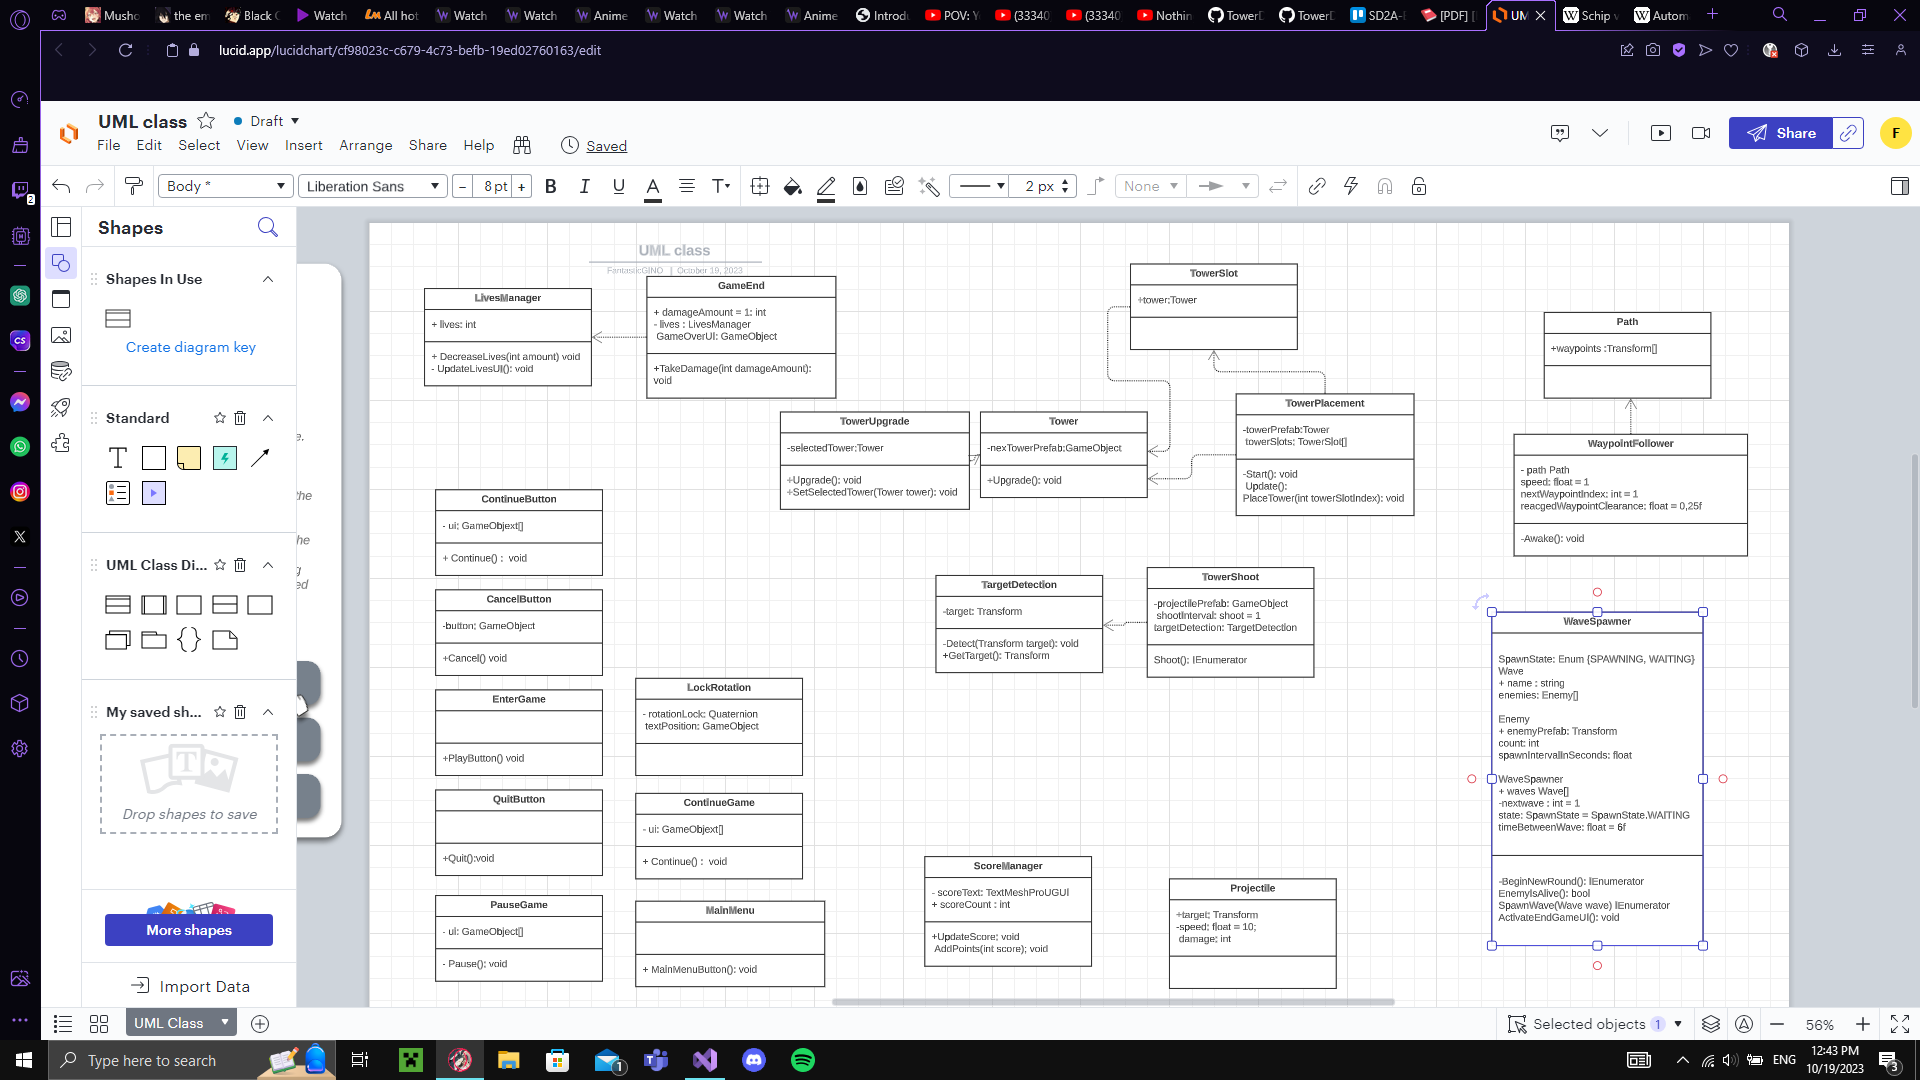 Musho
the em
Black C
Watch
All hot
Watch
Watch
Anime
Watch
Watch
Anime
Introdu
POV: Y
(33340
(33340
Nothin
TowerD
TowerD
SD2A-F
[PDF] [
UM
Schip v
Autom
lucid.app/lucidchart/cf98023c-c679-4c73-befb-19ed02760163/edit
UML class
Draft
File Edit Select View Insert Arrange Share Help
Saved
Share
F
Body *
Liberation Sans
8 pt
B I U A T
2 px
None
2
Shapes
Shapes In Use
Create diagram key
Standard
T
UML Class Di...
My saved sh...
T
Drop shapes to save
More shapes
Import Data
e.
the
he
g
ed
UML class
FantasticGINO | October 19, 2023
LivesManager
+ lives: int
+ DecreaseLives(int amount) void
- UpdateLivesUI(): void
GameEnd
+ damageAmount = 1: int
- lives : LivesManager
GameOverUI: GameObject
+TakeDamage(int damageAmount):
void
TowerSlot
+tower:Tower
Path
+waypoints :Transform[]
TowerUpgrade
-selectedTower:Tower
+Upgrade(): void
+SetSelectedTower(Tower tower): void
Tower
-nexTowerPrefab:GameObject
+Upgrade(): void
TowerPlacement
-towerPrefab:Tower
towerSlots; TowerSlot[]
-Start(): void
Update():
PlaceTower(int towerSlotIndex): void
WaypointFollower
- path Path
speed; float = 1
nextWaypointIndex; int = 1
reacgedWaypointClearance; float = 0,25f
-Awake(): void
ContinueButton
- ui; GameObjext[]
+ Continue() : void
CancelButton
-button; GameObject
+Cancel() void
EnterGame
+PlayButton() void
QuitButton
+Quit():void
PauseGame
- ui: GameObject[]
- Pause(); void
LockRotation
- rotationLock: Quaternion
textPosition: GameObject
ContinueGame
- ui: GameObjext[]
+ Continue() : void
MainMenu
+ MainMenuButton(): void
TargetDetection
-target: Transform
-Detect(Transform target): void
+GetTarget(): Transform
TowerShoot
-projectilePrefab: GameObject
shootInterval: shoot = 1
targetDetection: TargetDetection
Shoot(): IEnumerator
ScoreManager
- scoreText: TextMeshProUGUI
+ scoreCount : int
+UpdateScore; void
AddPoints(int score); void
Projectile
+target; Transform
-speed; float = 10;
damage; int
WaveSpawner
SpawnState: Enum {SPAWNING, WAITING}
Wave
+ name : string
enemies: Enemy[]
Enemy
+ enemyPrefab: Transform
count: int
spawnIntervalInSeconds: float
WaveSpawner
+ waves Wave[]
-nextwave : int = 1
state: SpawnState = SpawnState.WAITING
timeBetweenWave: float = 6f
-BeginNewRound(): IEnumerator
EnemyIsAlive(): bool
SpawnWave(Wave wave) IEnumerator
ActivateEndGameUI(): void
UML Class
Selected objects 1
56%
Type here to search
1
ENG
12:43 PM
10/19/2023
3